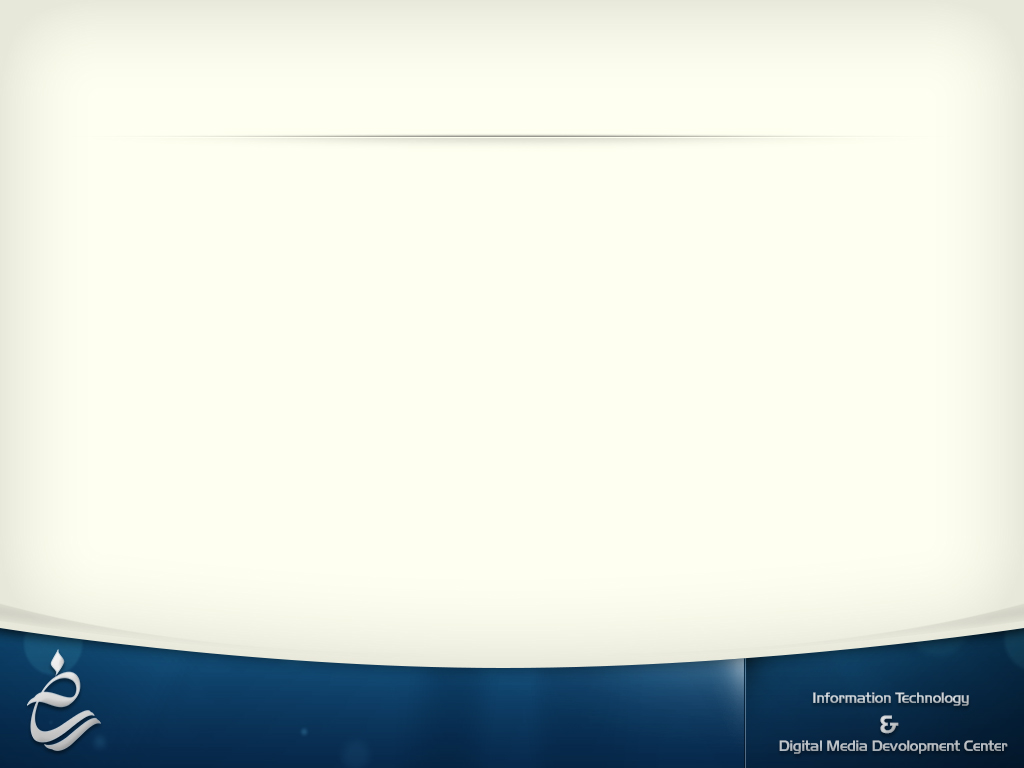 Information Technology
&
Digital Media Devolopment Center